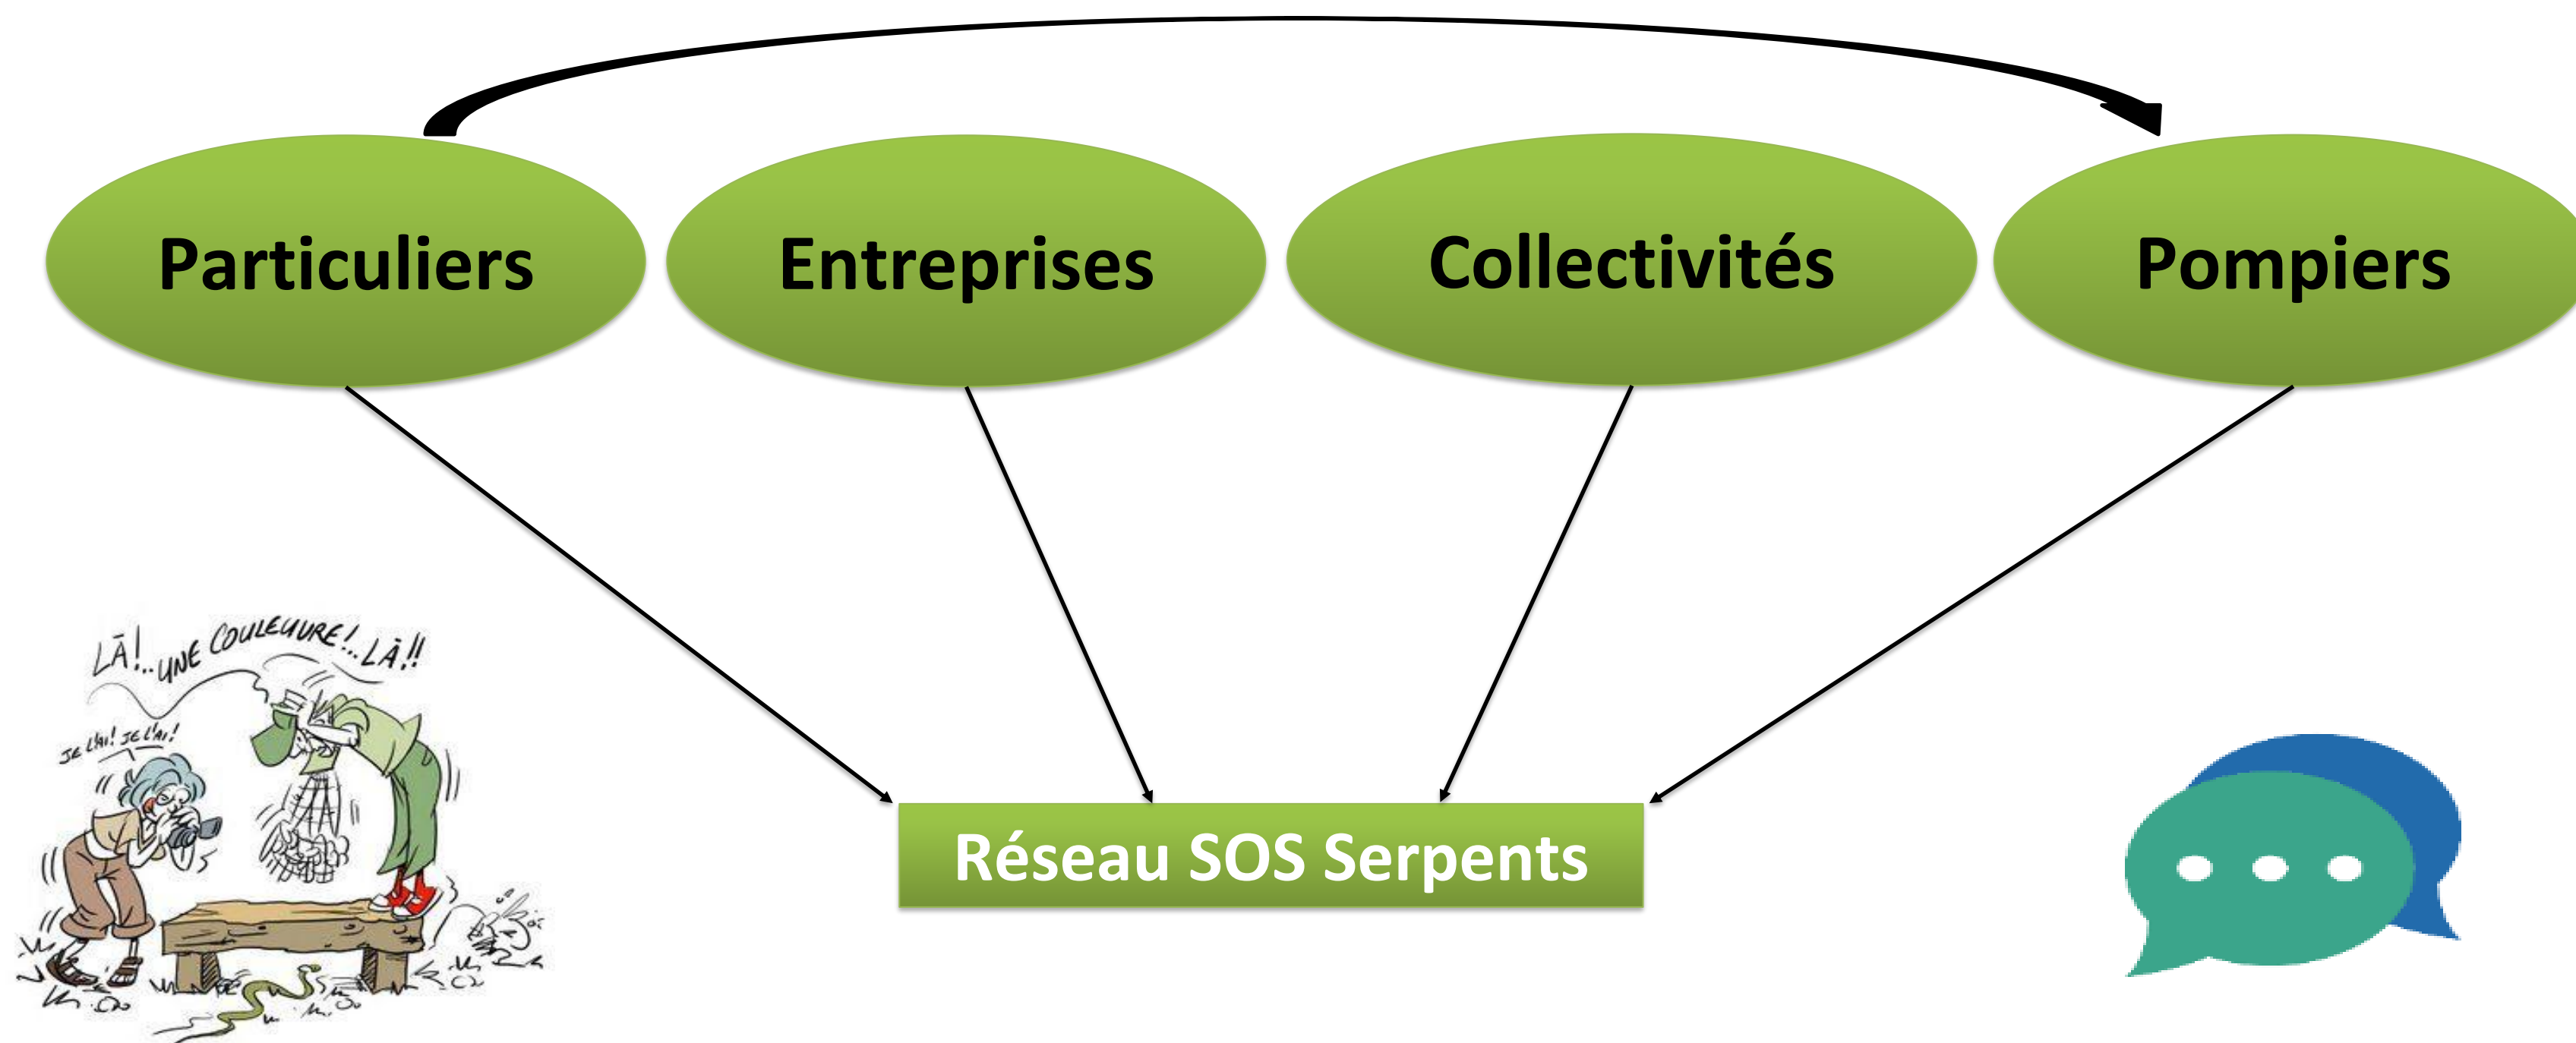 Particuliers
Entreprises
Collectivités
Pompiers
LÀ!..UNE COULEUVRE!..LÀ!!
JE L'AI! JE L'AI!
Réseau SOS Serpents